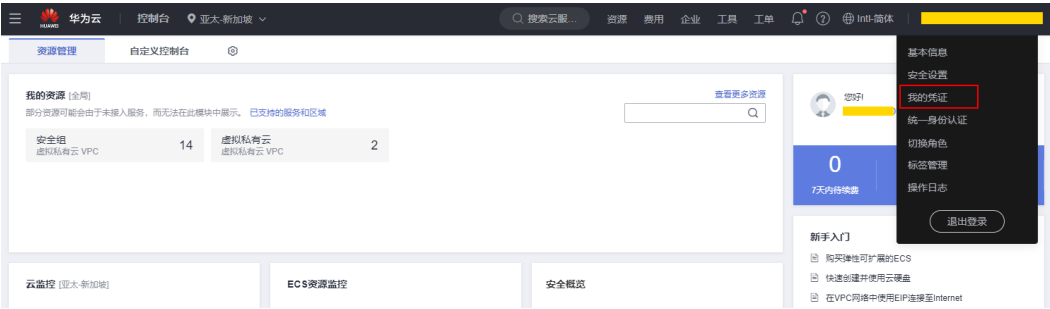 HUAWEI 华为云 控制台 亚太-新加坡 搜索云服... 资源 费用 企业 工具 工单 Intl-简体
资源管理 自定义控制台
基本信息
安全设置
我的凭证
统一身份认证
切换角色
标签管理
操作日志
退出登录
我的资源 [全局]
查看更多资源
部分资源可能会由于未接入服务，而无法在此模块中展示。 已支持的服务和区域
安全组
虚拟私有云 VPC
14
虚拟私有云
虚拟私有云 VPC
2
您好!
0
7天内待续费
新手入门
购买弹性可扩展的ECS
快速创建并使用云硬盘
在VPC网络中使用EIP连接至Internet
云监控 [亚太-新加坡]
ECS资源监控
安全概览